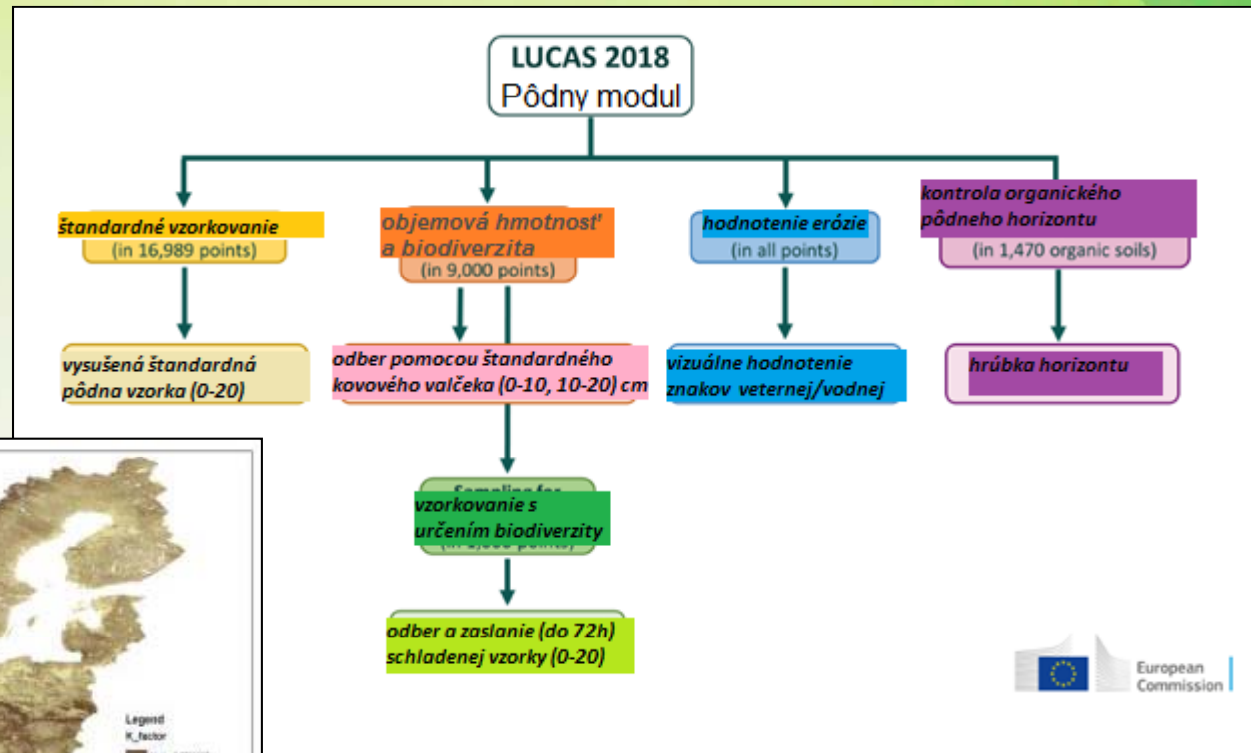 LUCAS 2018
Pôdny modul
štandardné vzorkovanie
(in 16,989 points)
objemová hmotnosť
a biodiverzita
(in 9,000 points)
hodnotenie erózie
(in all points)
kontrola organického
pôdneho horizontu
(in 1,470 organic soils)
vysušená štandardná
pôdna vzorka (0-20)
odber pomocou štandardného
kovového valčeka (0-10, 10-20) cm
vizuálne hodnotenie
znakov veternej/vodnej
hrúbka horizontu
vzorkovanie s
určením biodiverzity
odber a zaslanie (do 72h)
schladenej vzorky (0-20)
European
Commission
Legend
K_factor